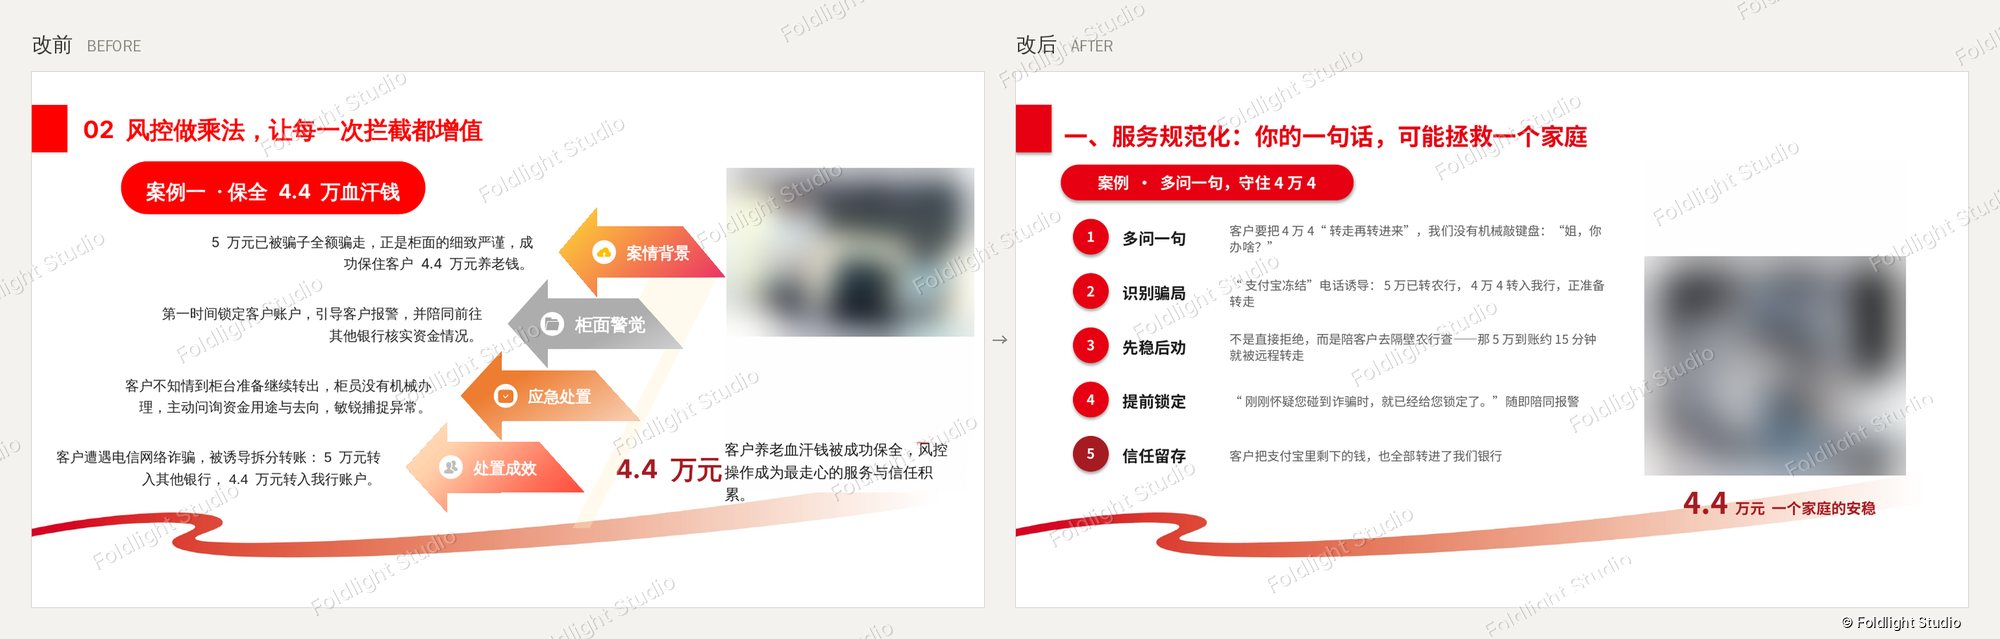 改前 BEFORE
02 风控做乘法，让每一次拦截都增值
案例一 · 保全 4.4 万血汗钱
5 万元已被骗子全额骗走，正是柜面的细致严谨，成
功保住客户 4.4 万元养老钱。
案情背景
第一时间锁定客户账户，引导客户报警，并陪同前往
其他银行核实资金情况。
柜面警觉
客户不知情到柜台准备继续转出，柜员没有机械办
理，主动问询资金用途与去向，敏锐捕捉异常。
应急处置
客户遭遇电信网络诈骗，被诱导拆分转账：5 万元转
入其他银行，4.4 万元转入我行账户。
处置成效
4.4 万元
客户养老血汗钱被成功保全，风控
操作成为最走心的服务与信任积
累。
→
改后 AFTER
一、服务规范化：你的一句话，可能拯救一个家庭
案例 · 多问一句，守住 4 万 4
1 多问一句
客户要把 4 万 4 “转走再转进来”，我们没有机械敲键盘：“姐，你
办啥？”
2 识别骗局
“支付宝冻结”电话诱导：5 万已转农行，4 万 4 转入我行，正准备
转走
3 先稳后劝
不是直接拒绝，而是陪客户去隔壁农行查——那 5 万到账约 15 分钟
就被远程转走
4 提前锁定
“刚刚怀疑您碰到诈骗时，就已经给您锁定了。”随即陪同报警
5 信任留存
客户把支付宝里剩下的钱，也全部转进了我们银行
4.4 万元 一个家庭的安稳
© Foldlight Studio